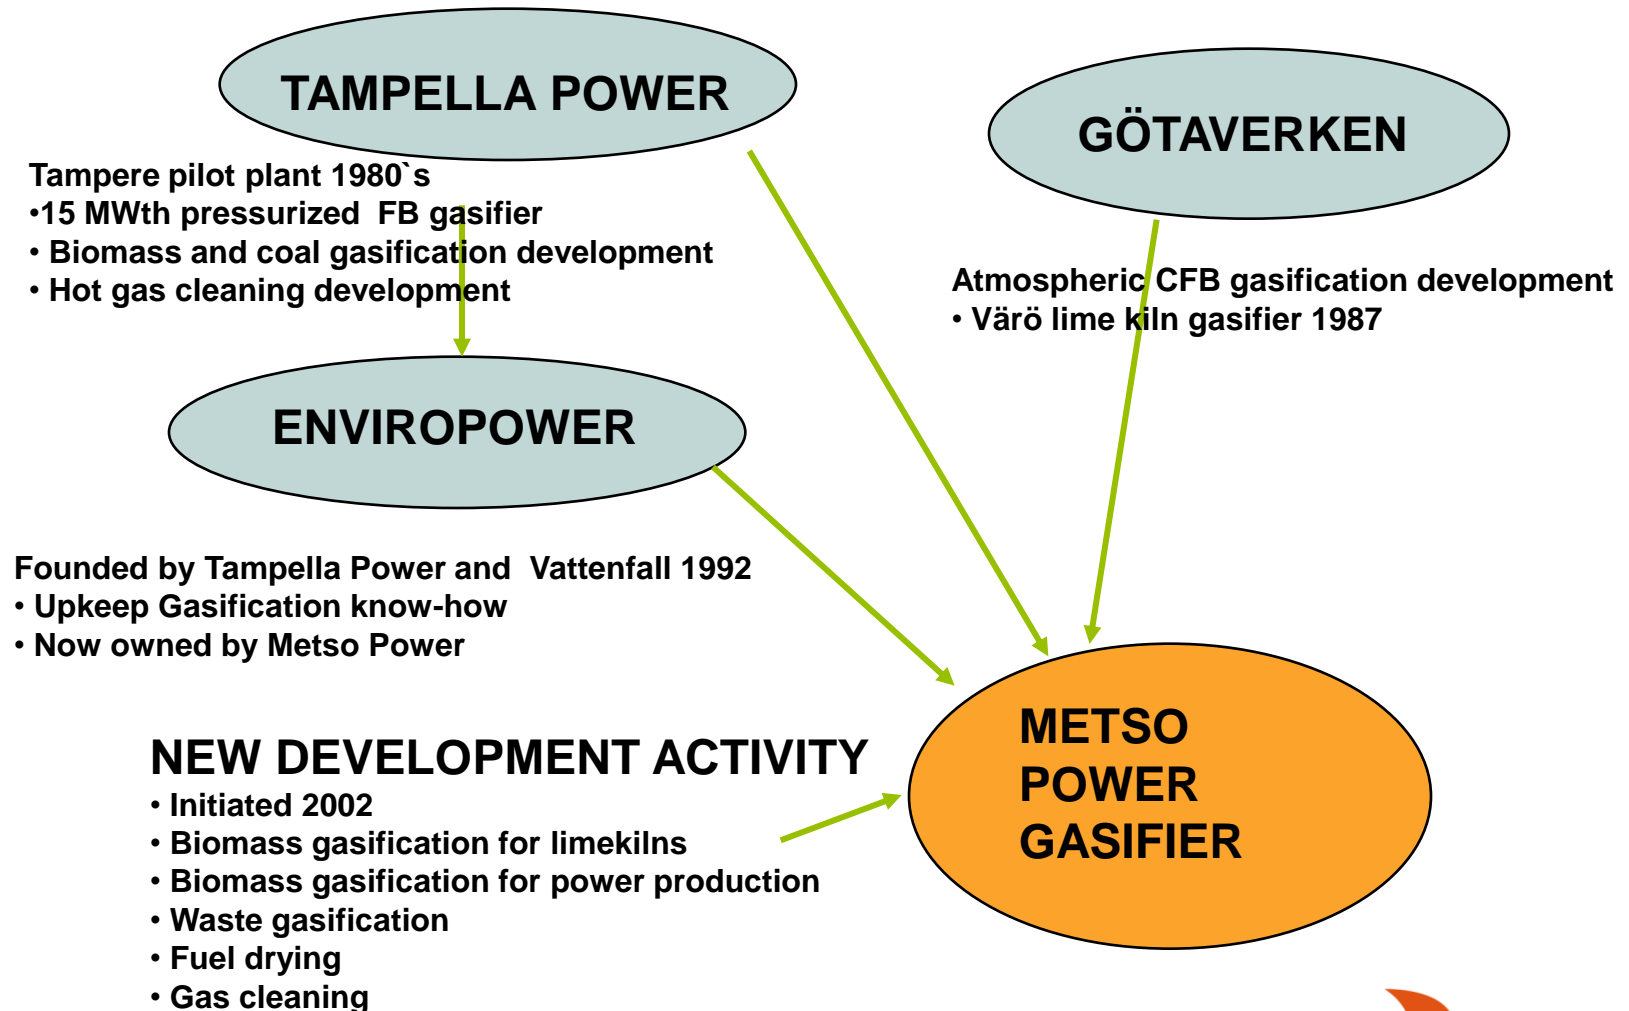 TAMPELLA POWER
Tampere pilot plant 1980`s
•15 MWth pressurized  FB gasifier
• Biomass and coal gasification development
• Hot gas cleaning development
GÖTAVERKEN
Atmospheric CFB gasification development
• Värö lime kiln gasifier 1987
ENVIROPOWER
Founded by Tampella Power and  Vattenfall 1992
• Upkeep Gasification know-how
• Now owned by Metso Power
NEW DEVELOPMENT ACTIVITY
• Initiated 2002
• Biomass gasification for limekilns
• Biomass gasification for power production
• Waste gasification
• Fuel drying
• Gas cleaning
METSO
POWER
GASIFIER